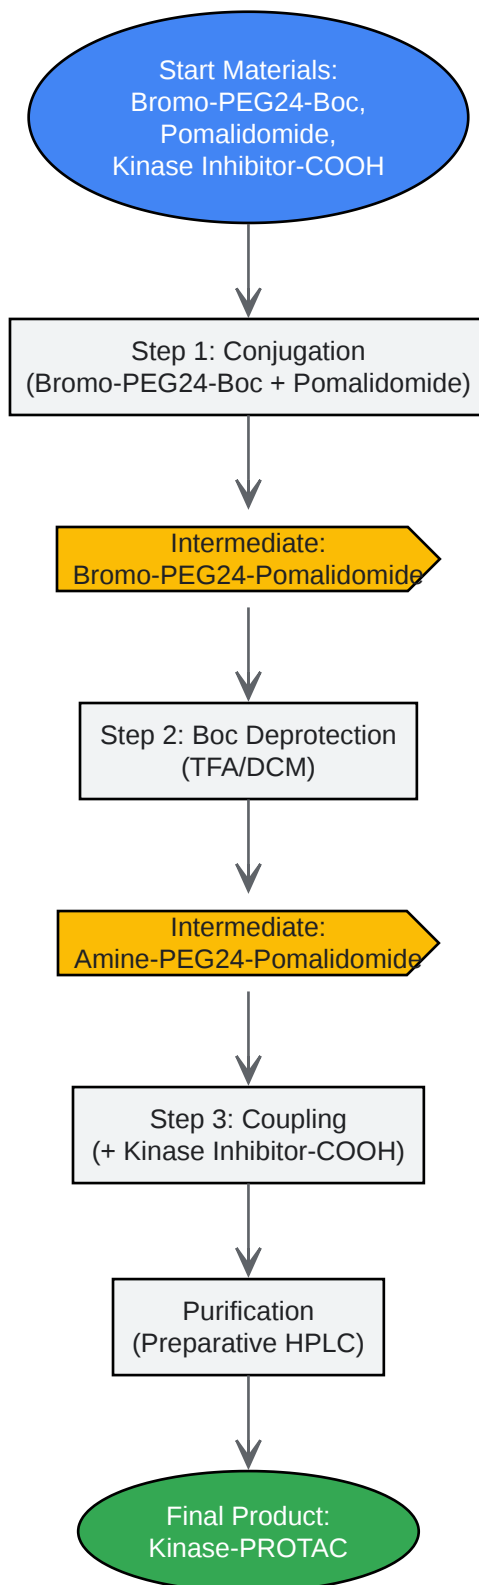 Start Materials:
Bromo-PEG24-Boc,
Pomalidomide,
Kinase Inhibitor-COOH
Step 1: Conjugation
(Bromo-PEG24-Boc + Pomalidomide)
Intermediate:
Bromo-PEG24-Pomalidomide
Step 2: Boc Deprotection
(TFA/DCM)
Intermediate:
Amine-PEG24-Pomalidomide
Step 3: Coupling
(+ Kinase Inhibitor-COOH)
Purification
(Preparative HPLC)
Final Product:
Kinase-PROTAC